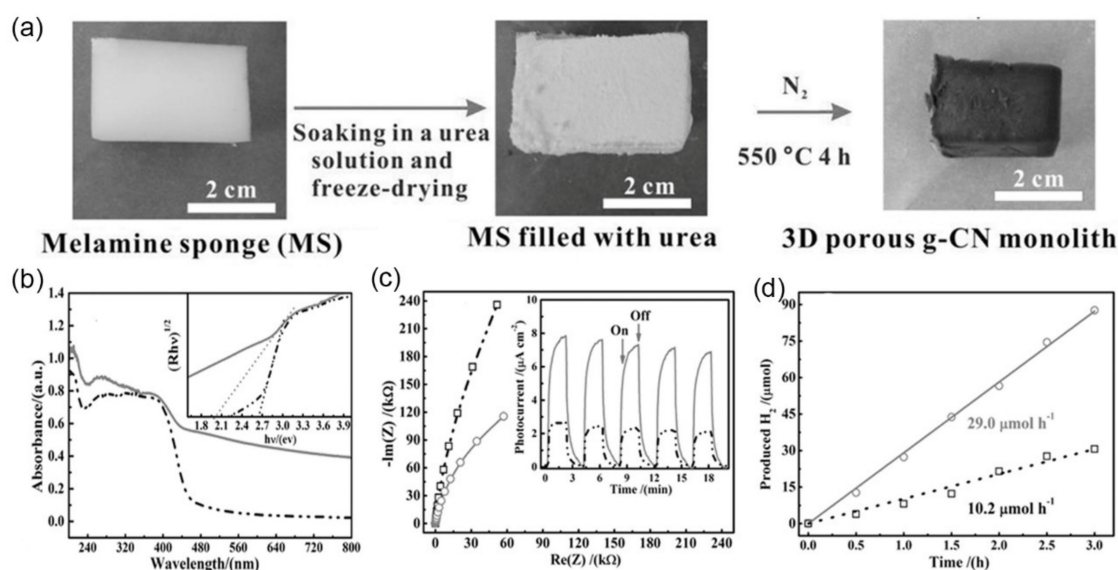 (a)
2 cm
Soaking in a urea
solution and
freeze-drying
2 cm
N2
550 °C 4 h
2 cm
Melamine sponge (MS)
MS filled with urea
3D porous g-CN monolith
(b)
1.4
1.2
1.0
0.8
0.6
0.4
0.2
0.0
Absorbance/(a.u.)
240 320 400 480 560 640 720 800
Wavelength/(nm)
(Rhν)1/2
1.8 2.1 2.4 2.7 3.0 3.3 3.6 3.9
hν/(ev)
(c)
240
210
180
150
120
90
60
30
0
-Im(Z) /(kΩ)
0 30 60 90 120 150 180 210 240
Re(Z) /(kΩ)
10
8
6
4
2
0
Photocurrent /(μA cm-2)
On
Off
0 3 6 9 12 15 18
Time /(min)
(d)
90
75
60
45
30
15
0
Produced H2 /(μmol)
29.0 μmol h-1
10.2 μmol h-1
0.0 0.5 1.0 1.5 2.0 2.5 3.0
Time /(h)